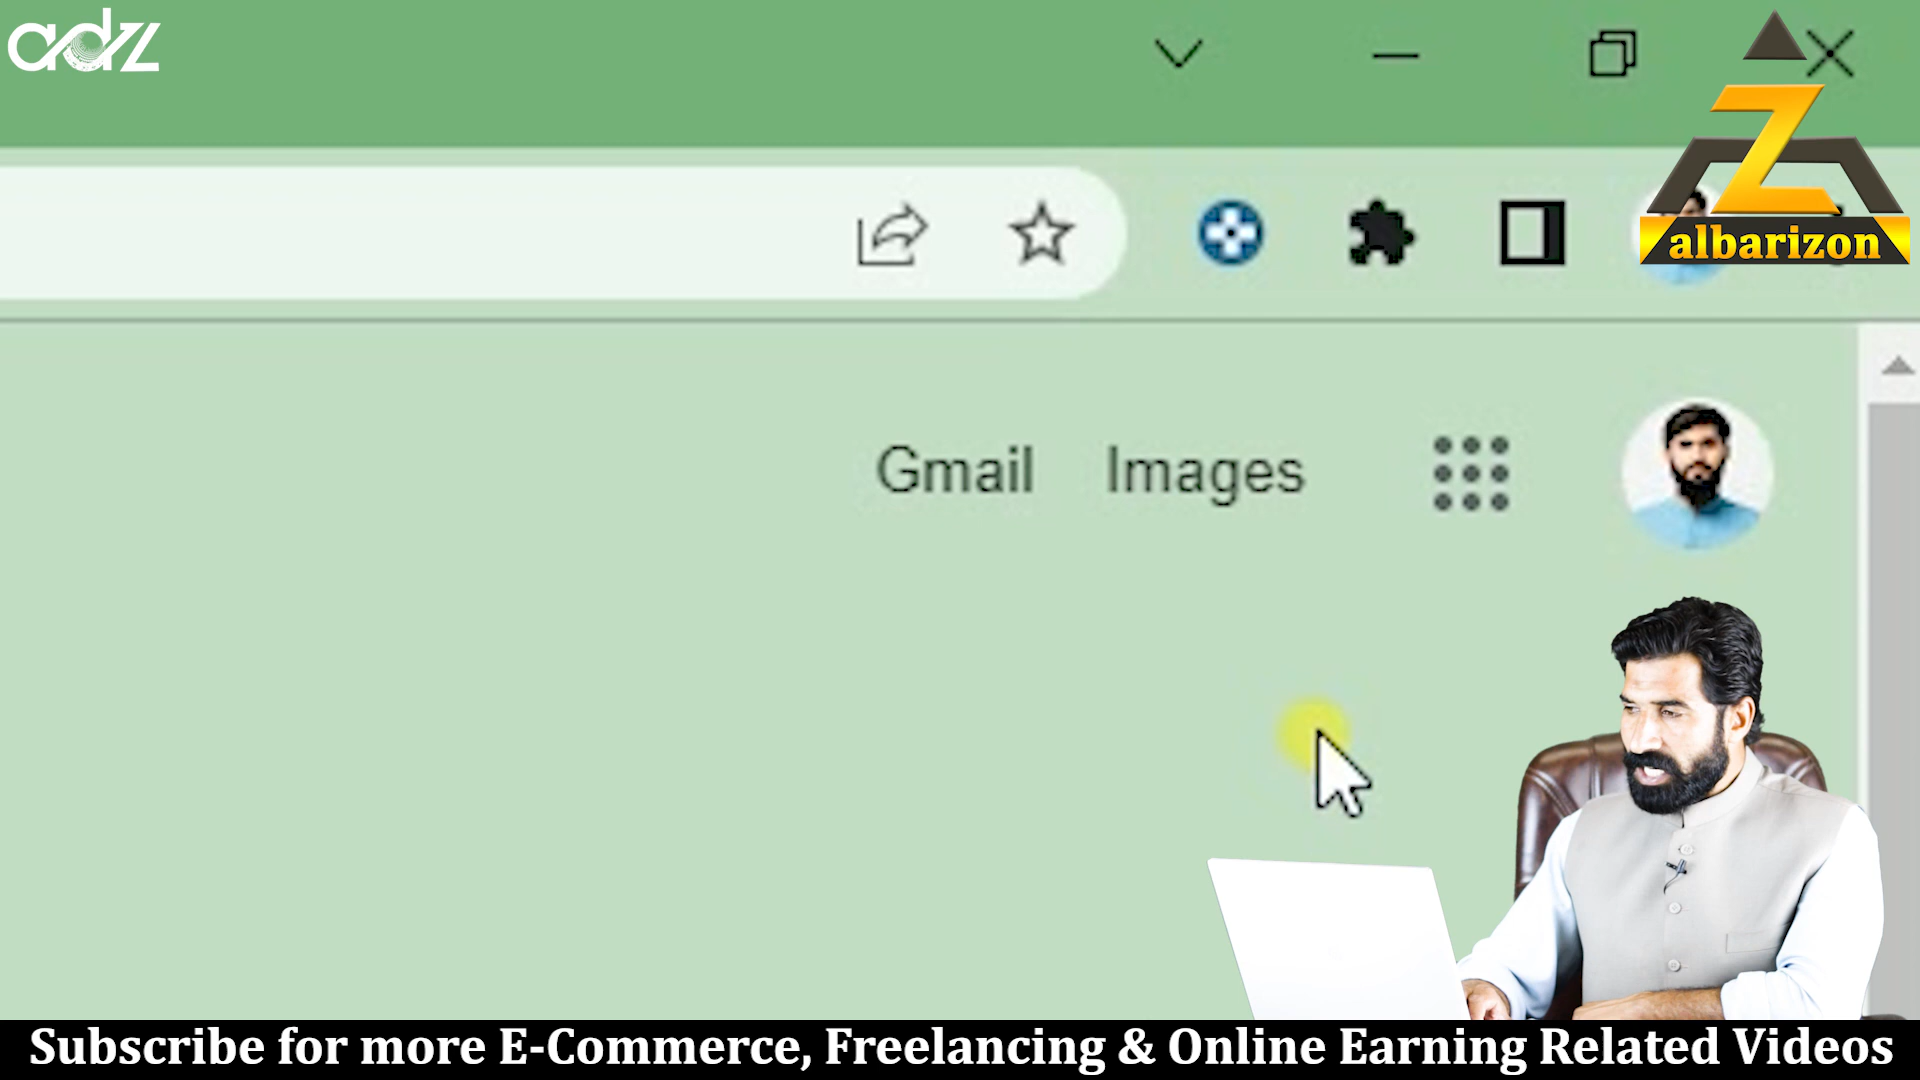 adz
Z
albarizon
Gmail Images
Subscribe for more E-Commerce, Freelancing & Online Earning Related Videos